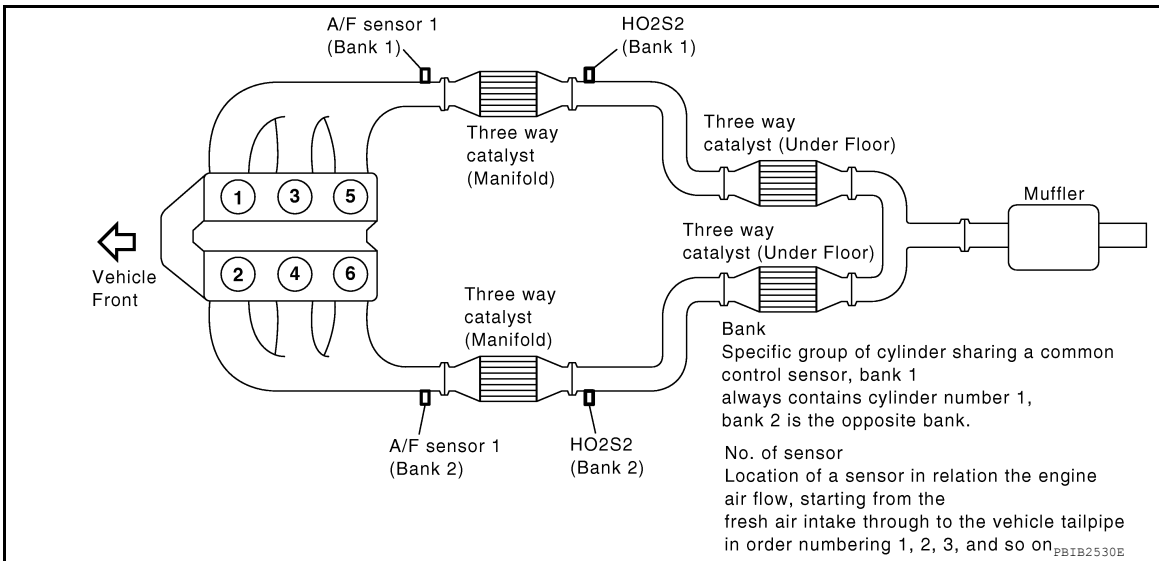 A/F sensor 1
(Bank 1)
HO2S2
(Bank 1)
Three way
catalyst
(Manifold)
Three way
catalyst (Under Floor)
Muffler
1
3
5
Vehicle
Front
2
4
6
Three way
catalyst (Under Floor)
Three way
catalyst
(Manifold)
A/F sensor 1
(Bank 2)
HO2S2
(Bank 2)
Bank
Specific group of cylinder sharing a common
control sensor, bank 1
always contains cylinder number 1,
bank 2 is the opposite bank.
No. of sensor
Location of a sensor in relation the engine
air flow, starting from the
fresh air intake through to the vehicle tailpipe
in order numbering 1, 2, 3, and so on
PBIB2530E